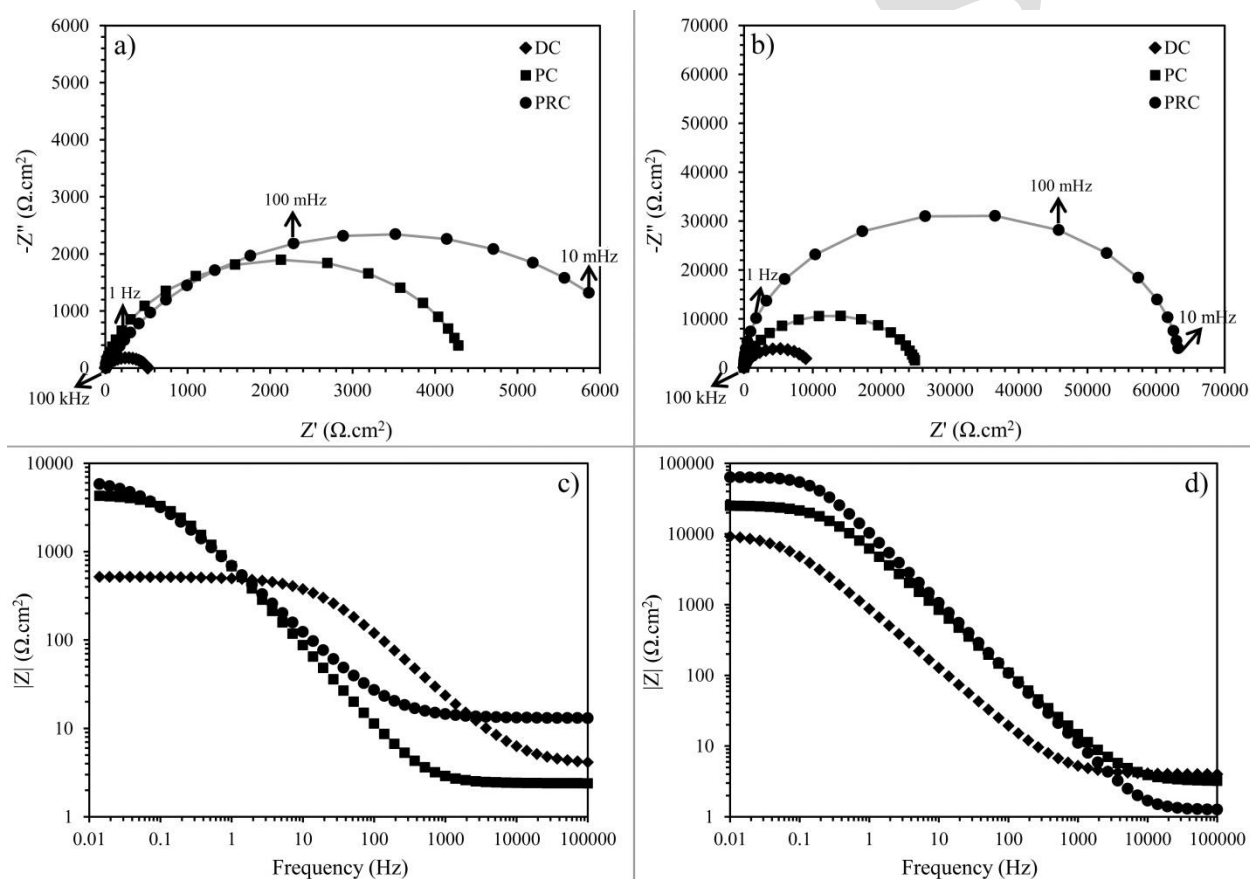 a)
DC
PC
PRC
6000
5000
4000
3000
2000
1000
0
-Z'' (Ω.cm²)
100 mHz
10 mHz
1 Hz
100 kHz
0 1000 2000 3000 4000 5000 6000
Z' (Ω.cm²)
b)
DC
PC
PRC
70000
60000
50000
40000
30000
20000
10000
0
-Z'' (Ω.cm²)
100 mHz
1 Hz
10 mHz
100 kHz
0 10000 20000 30000 40000 50000 60000 70000
Z' (Ω.cm²)
c)
10000
1000
100
10
1
|Z| (Ω.cm²)
0.01 0.1 1 10 100 1000 10000 100000
Frequency (Hz)
d)
100000
10000
1000
100
10
1
|Z| (Ω.cm²)
0.01 0.1 1 10 100 1000 10000 100000
Frequency (Hz)